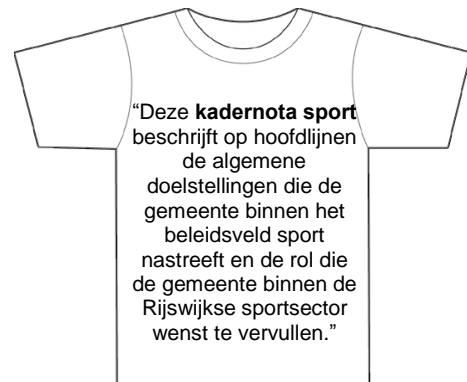 “Deze kadernota sport
beschrijft op hoofdlijnen
de algemene
doelstellingen die de
gemeente binnen het
beleidsveld sport
nastreeft en de rol die
de gemeente binnen de
Rijswijkse sportsector
wenst te vervullen.”